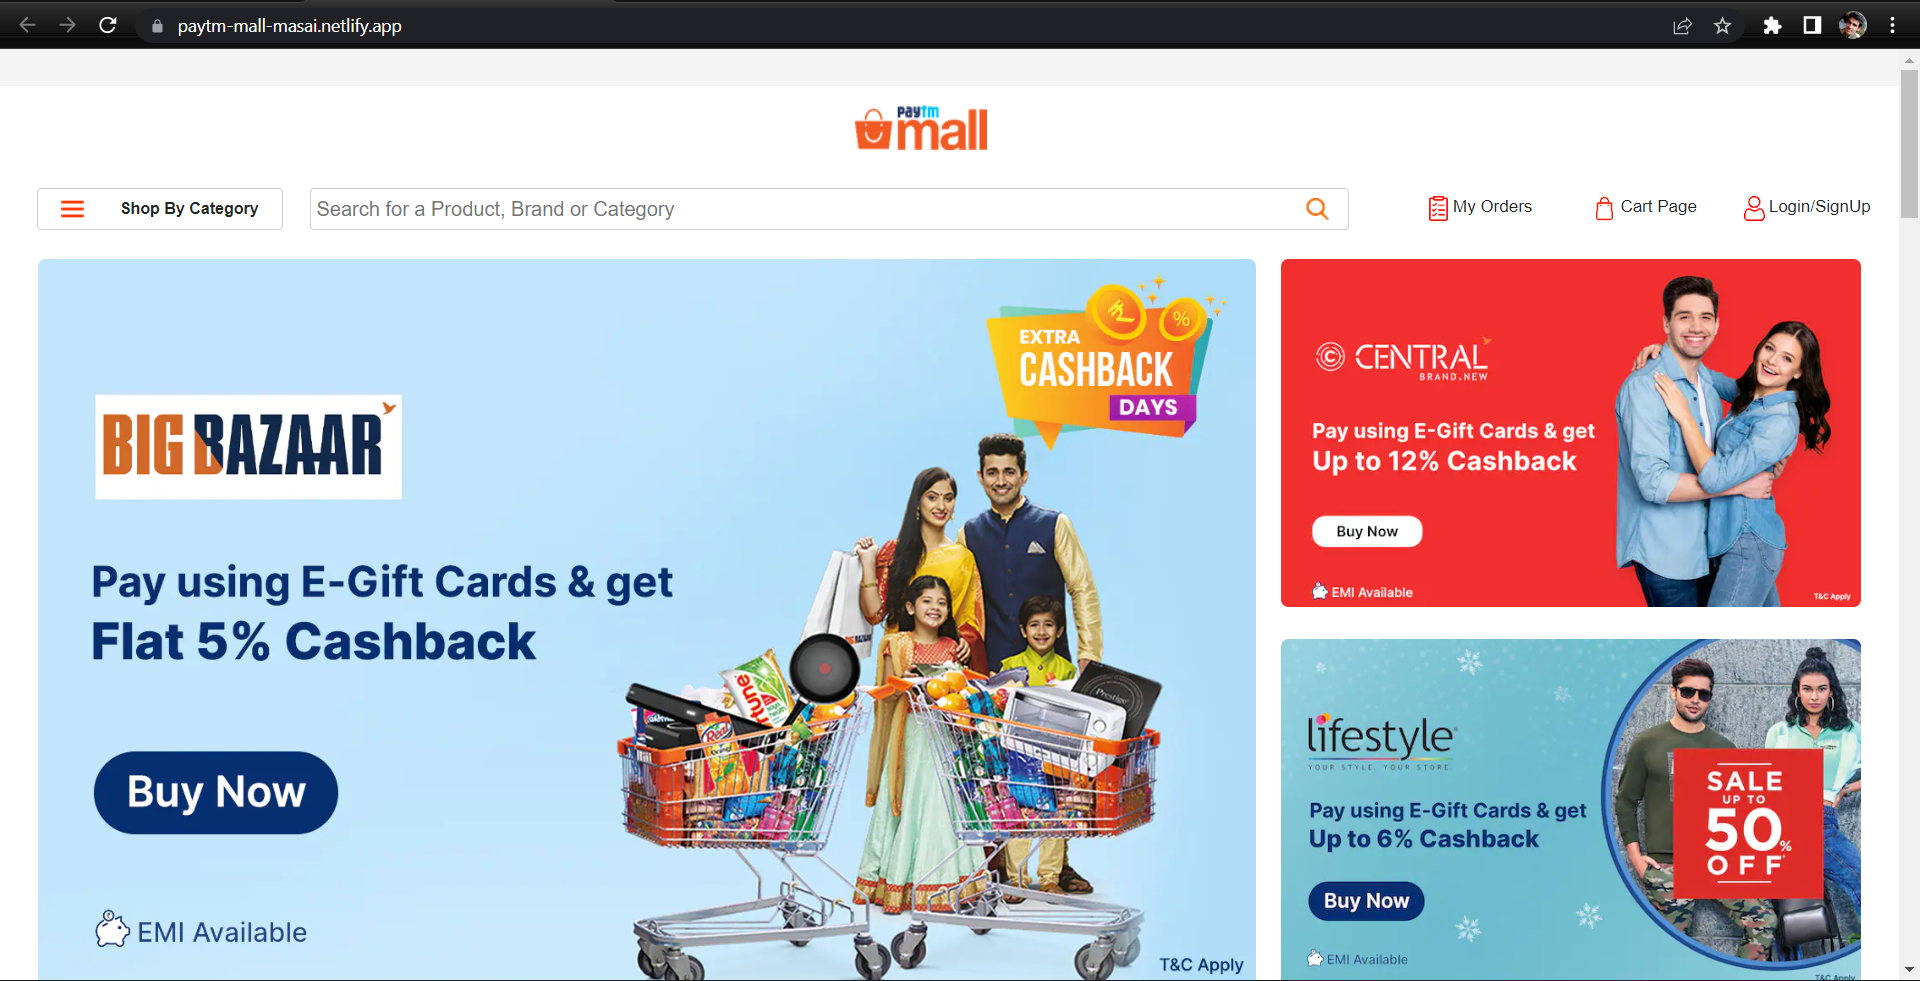 paytm-mall-masai.netlify.app
paytm
mall
Shop By Category
Search for a Product, Brand or Category
My Orders
Cart Page
Login/SignUp
EXTRA
CASHBACK
DAYS
BIG BAZAAR
Pay using E-Gift Cards & get
Flat 5% Cashback
Buy Now
EMI Available
T&C Apply
Prestige
Real
CENTRAL
BRAND.NEW
Pay using E-Gift Cards & get
Up to 12% Cashback
Buy Now
EMI Available
T&C Apply
lifestyle
YOUR STYLE. YOUR STORE.
Pay using E-Gift Cards & get
Up to 6% Cashback
Buy Now
EMI Available
SALE
UP TO
50%
OFF*
T&C Apply